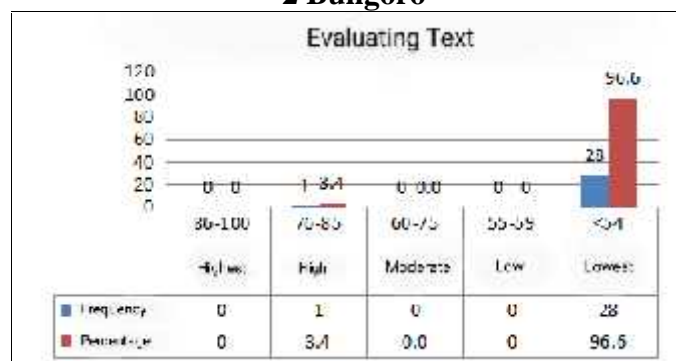 2 Bungoro
Evaluating Text
120
100
80
60
40
20
0
0 0
1 3.4
0 0.0
0 0
28
96.6
86-100 76-85 60-75 55-59 <54
Highest High Moderate Low Lowest
Frequency 0 1 0 0 28
Percentage 0 3.4 0.0 0 96.6